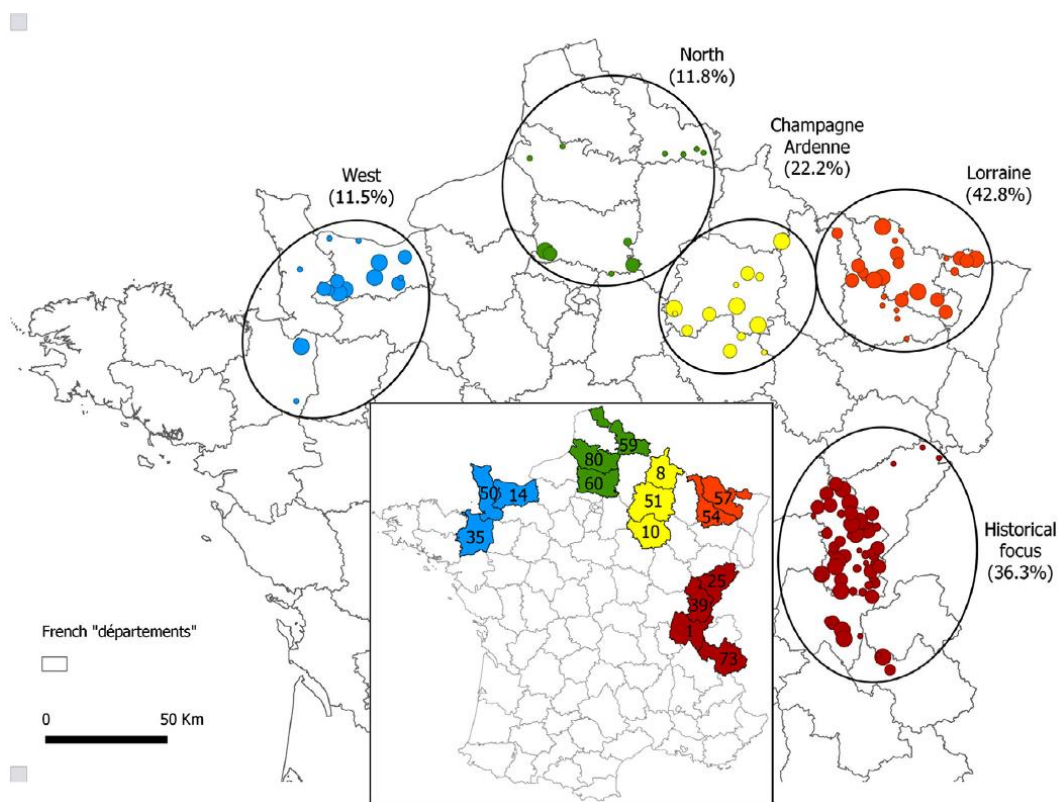 North
(11.8%)
Champagne
Ardenne
(22.2%)
Lorraine
(42.8%)
West
(11.5%)
Historical
focus
(36.3%)
59
80
60
8
51
10
57
54
50
14
35
25
39
1
73
French "départements"
0
50 Km